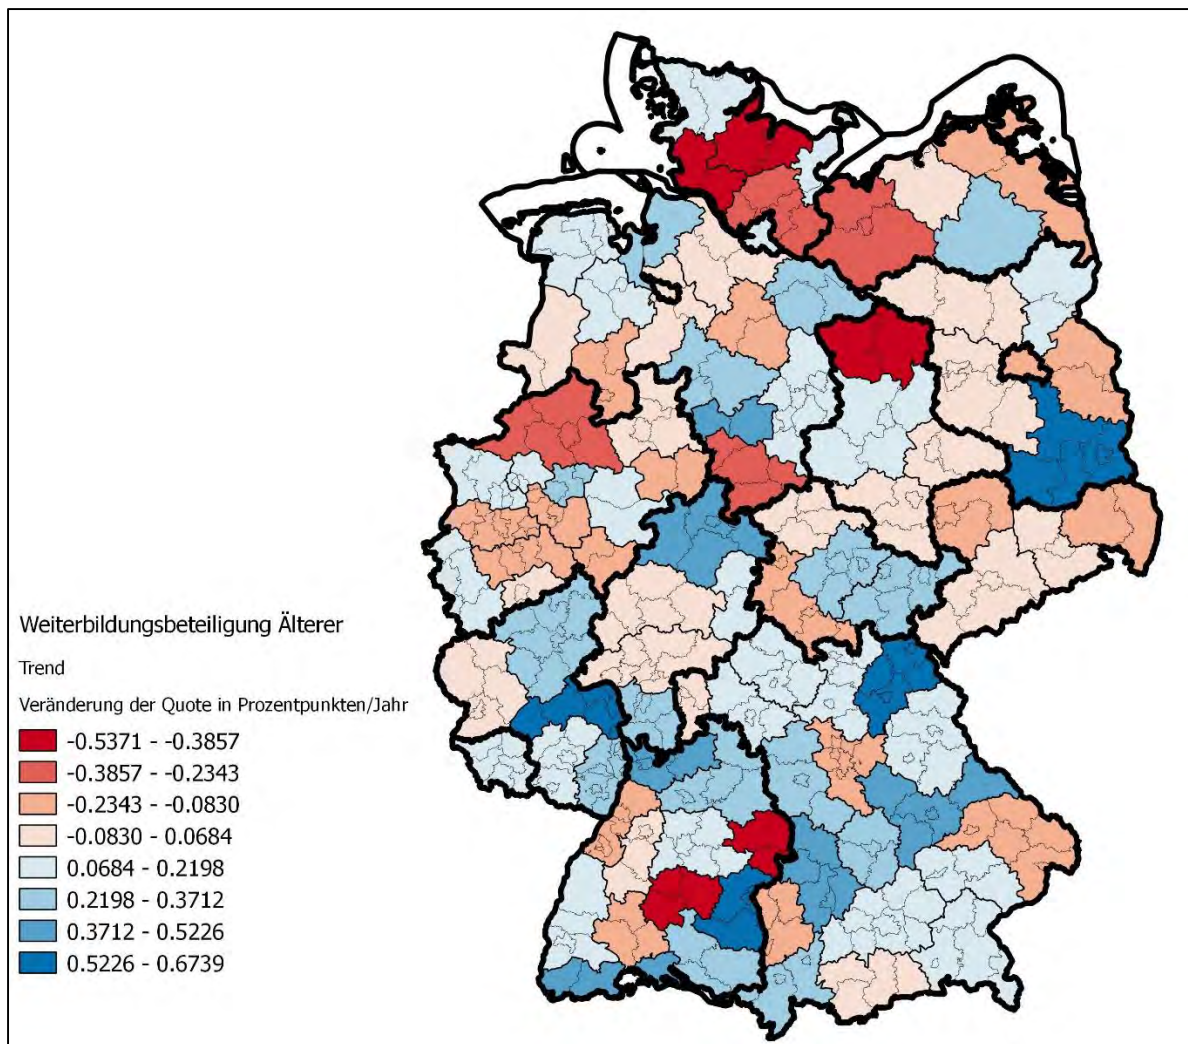 Weiterbildungsbeteiligung Älterer
Trend
Veränderung der Quote in Prozentpunkten/Jahr
-0.5371 - -0.3857
-0.3857 - -0.2343
-0.2343 - -0.0830
-0.0830 - 0.0684
0.0684 - 0.2198
0.2198 - 0.3712
0.3712 - 0.5226
0.5226 - 0.6739